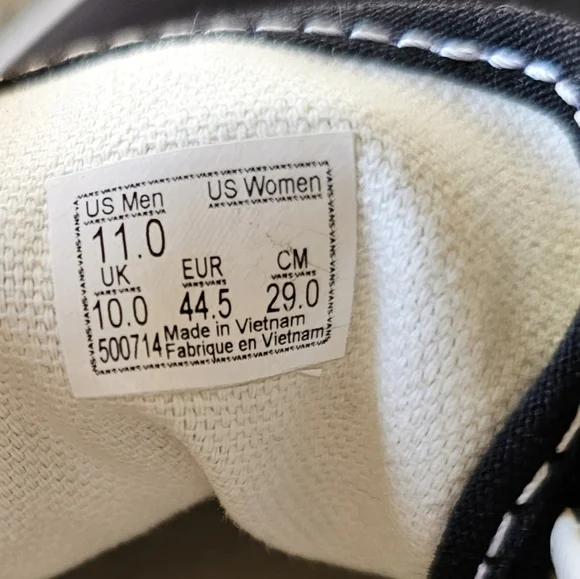 US Men US Women
11.0
UK EUR CM
10.0 44.5 29.0
500714 Made in Vietnam
Fabrique en Vietnam